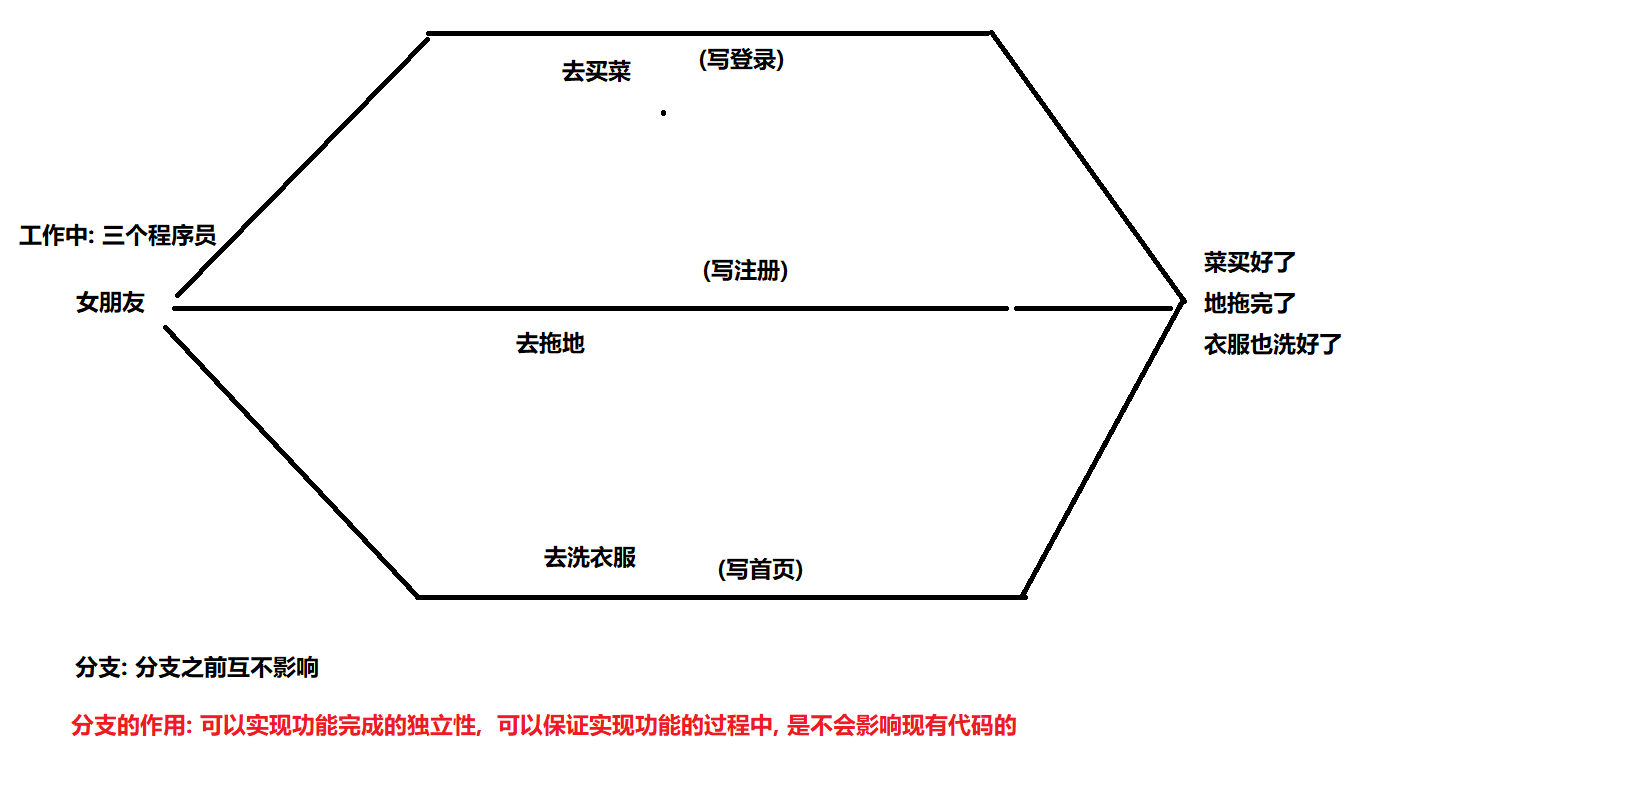 去买菜
(写登录)
工作中: 三个程序员
女朋友
(写注册)
去拖地
菜买好了
地拖完了
衣服也洗好了
去洗衣服
(写首页)
分支: 分支之前互不影响
分支的作用: 可以实现功能完成的独立性,  可以保证实现功能的过程中, 是不会影响现有代码的